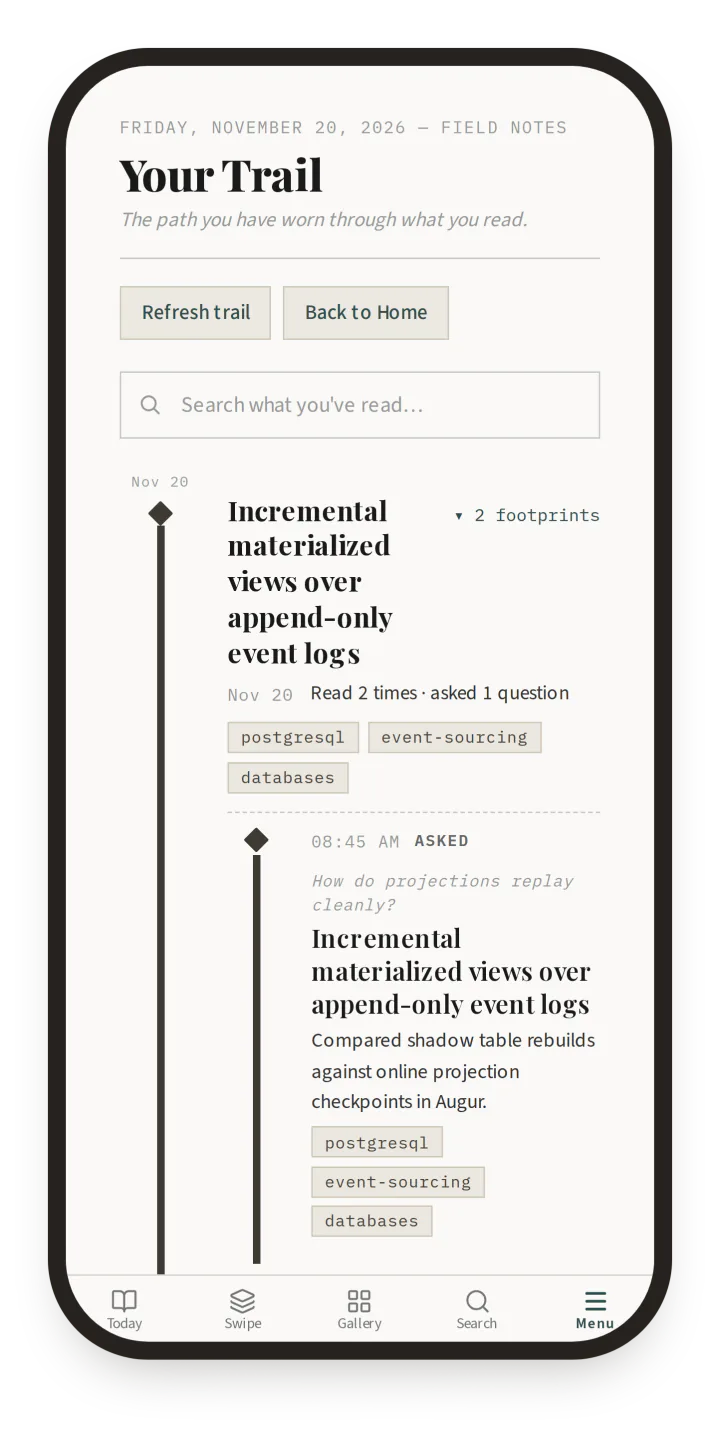 FRIDAY, NOVEMBER 20, 2026 — FIELD NOTES
Your Trail
The path you have worn through what you read.
Refresh trail
Back to Home
Search what you've read…
Nov 20
Incremental
materialized
views over
append-only
event logs
▾ 2 footprints
Nov 20 Read 2 times · asked 1 question
postgresql
event-sourcing
databases
08:45 AM ASKED
How do projections replay
cleanly?
Incremental
materialized views over
append-only event logs
Compared shadow table rebuilds
against online projection
checkpoints in Augur.
postgresql
event-sourcing
databases
Today
Swipe
Gallery
Search
Menu